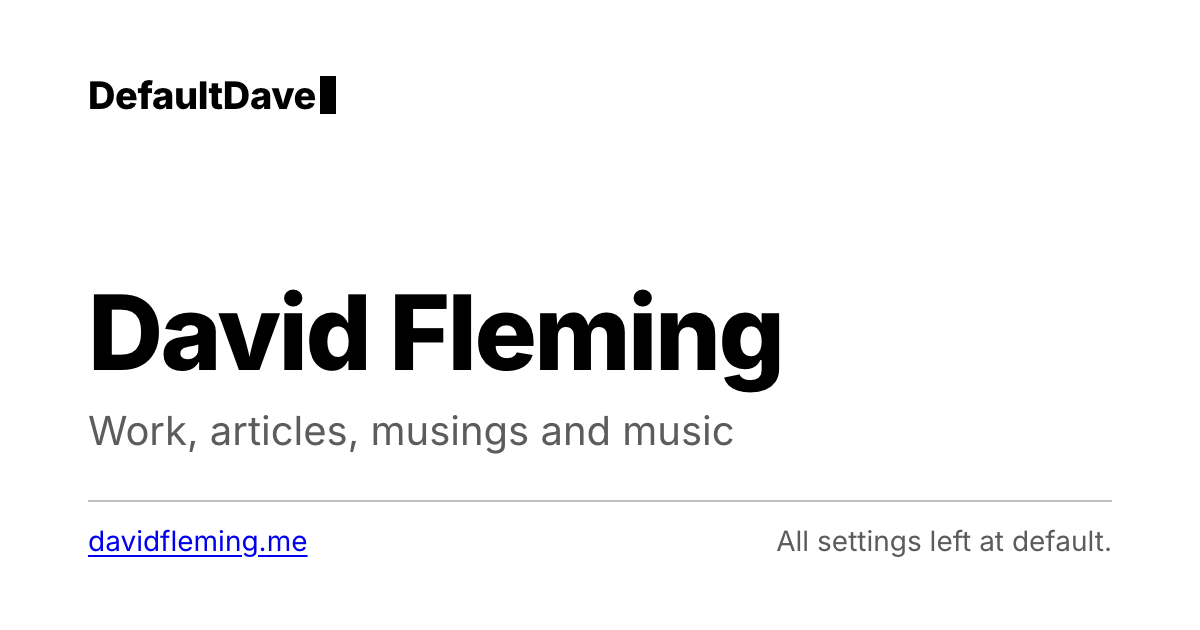 DefaultDave
David Fleming
Work, articles, musings and music
davidfleming.me
All settings left at default.